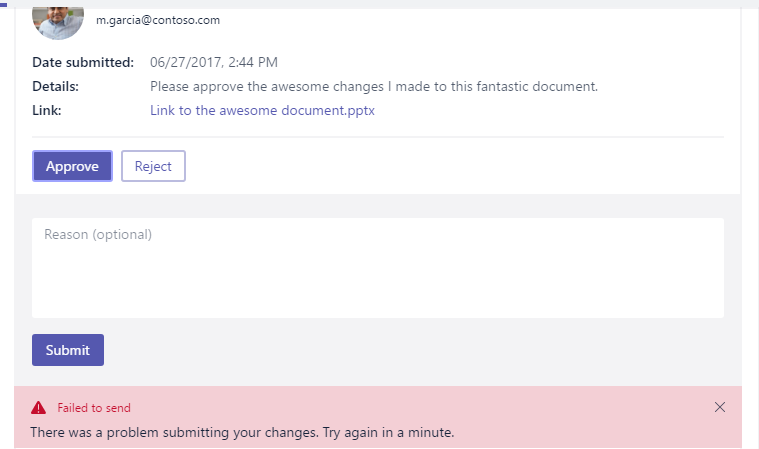 m.garcia@contoso.com
Date submitted: 06/27/2017, 2:44 PM
Details: Please approve the awesome changes I made to this fantastic document.
Link: Link to the awesome document.pptx
Approve Reject
Reason (optional)
Submit
Failed to send
There was a problem submitting your changes. Try again in a minute.